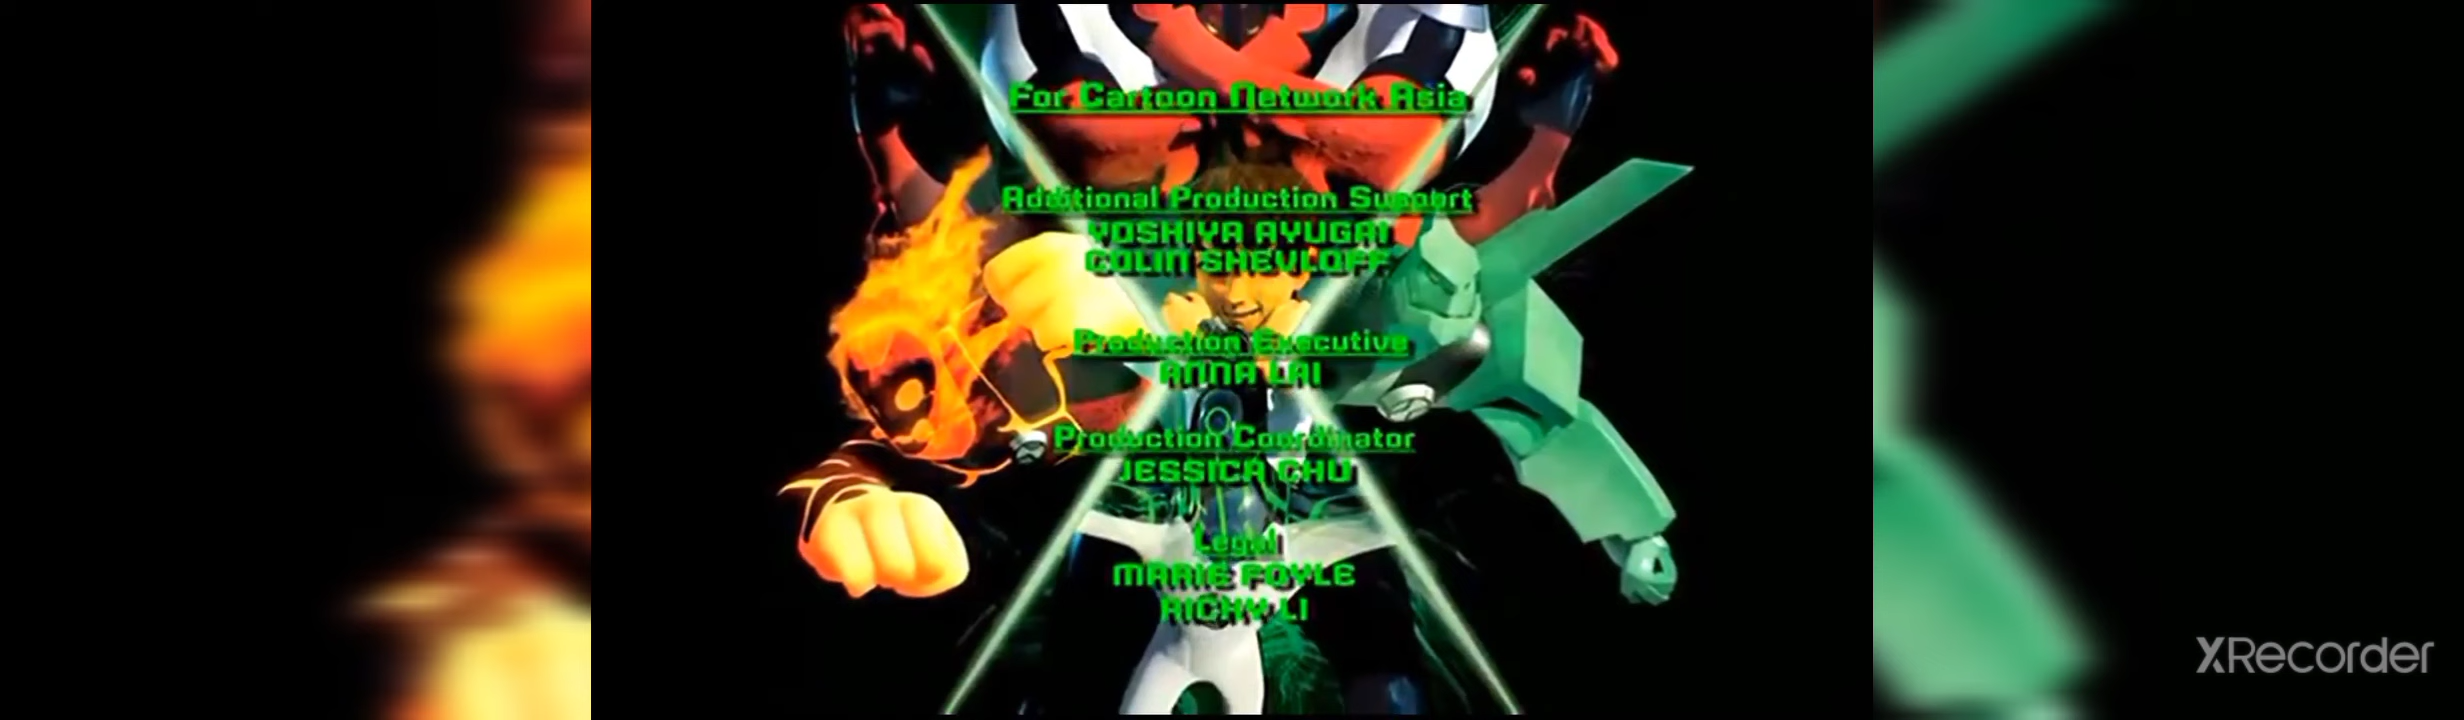 For Cartoon Network Asia
Additional Production Support
YOSHIYA AYUGAI
COLIN SHEVLOFF
Production Executive
ANNA LAI
Production Coordinator
JESSICA CHU
Legal
MARIE FOYLE
RICKY LI
XRecorder